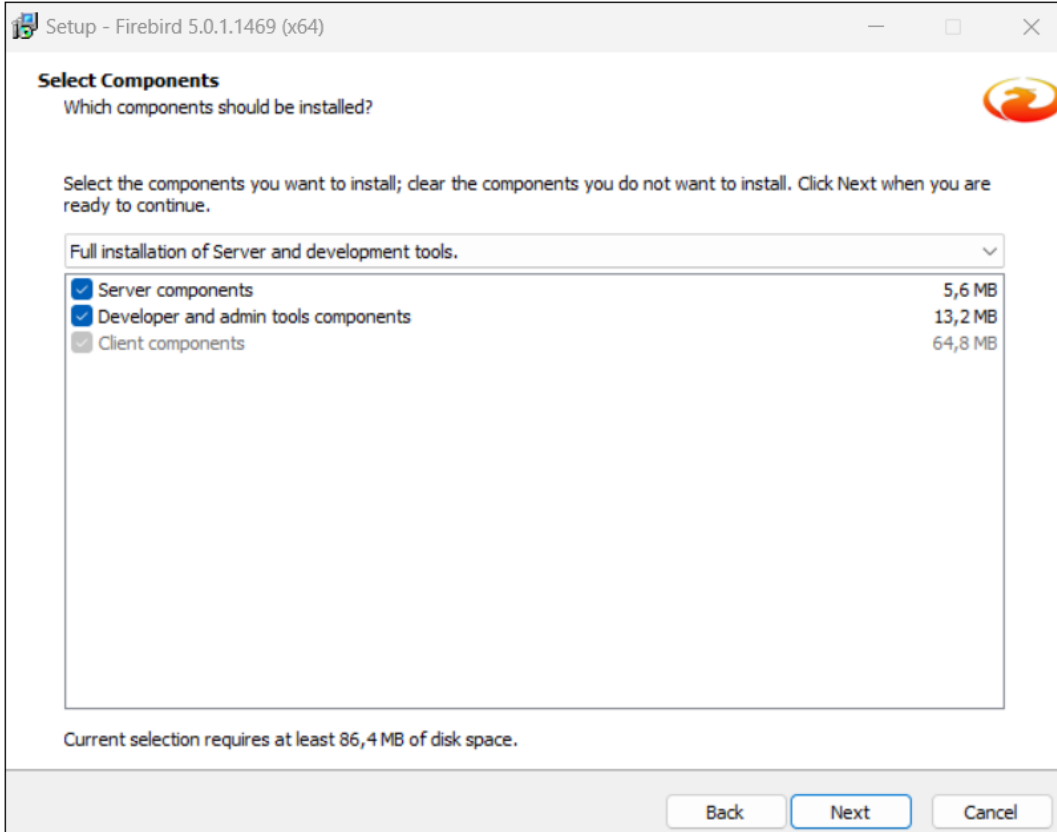 Setup - Firebird 5.0.1.1469 (x64)
Select Components
Which components should be installed?
Select the components you want to install; clear the components you do not want to install. Click Next when you are
ready to continue.
Full installation of Server and development tools.
Server components 5,6 MB
Developer and admin tools components 13,2 MB
Client components 64,8 MB
Current selection requires at least 86,4 MB of disk space.
Back Next Cancel